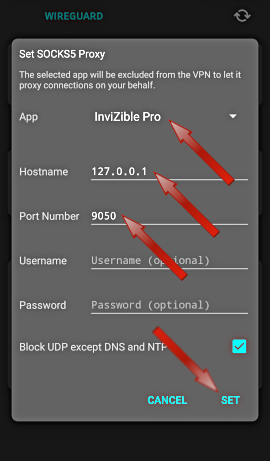 WIREGUARD
Set SOCKS5 Proxy
The selected app will be excluded from the VPN to let it
proxy connections on your behalf.
App InviZible Pro
Hostname 127.0.0.1
Port Number 9050
Username Username (optional)
Password Password (optional)
Block UDP except DNS and NTP
CANCEL SET